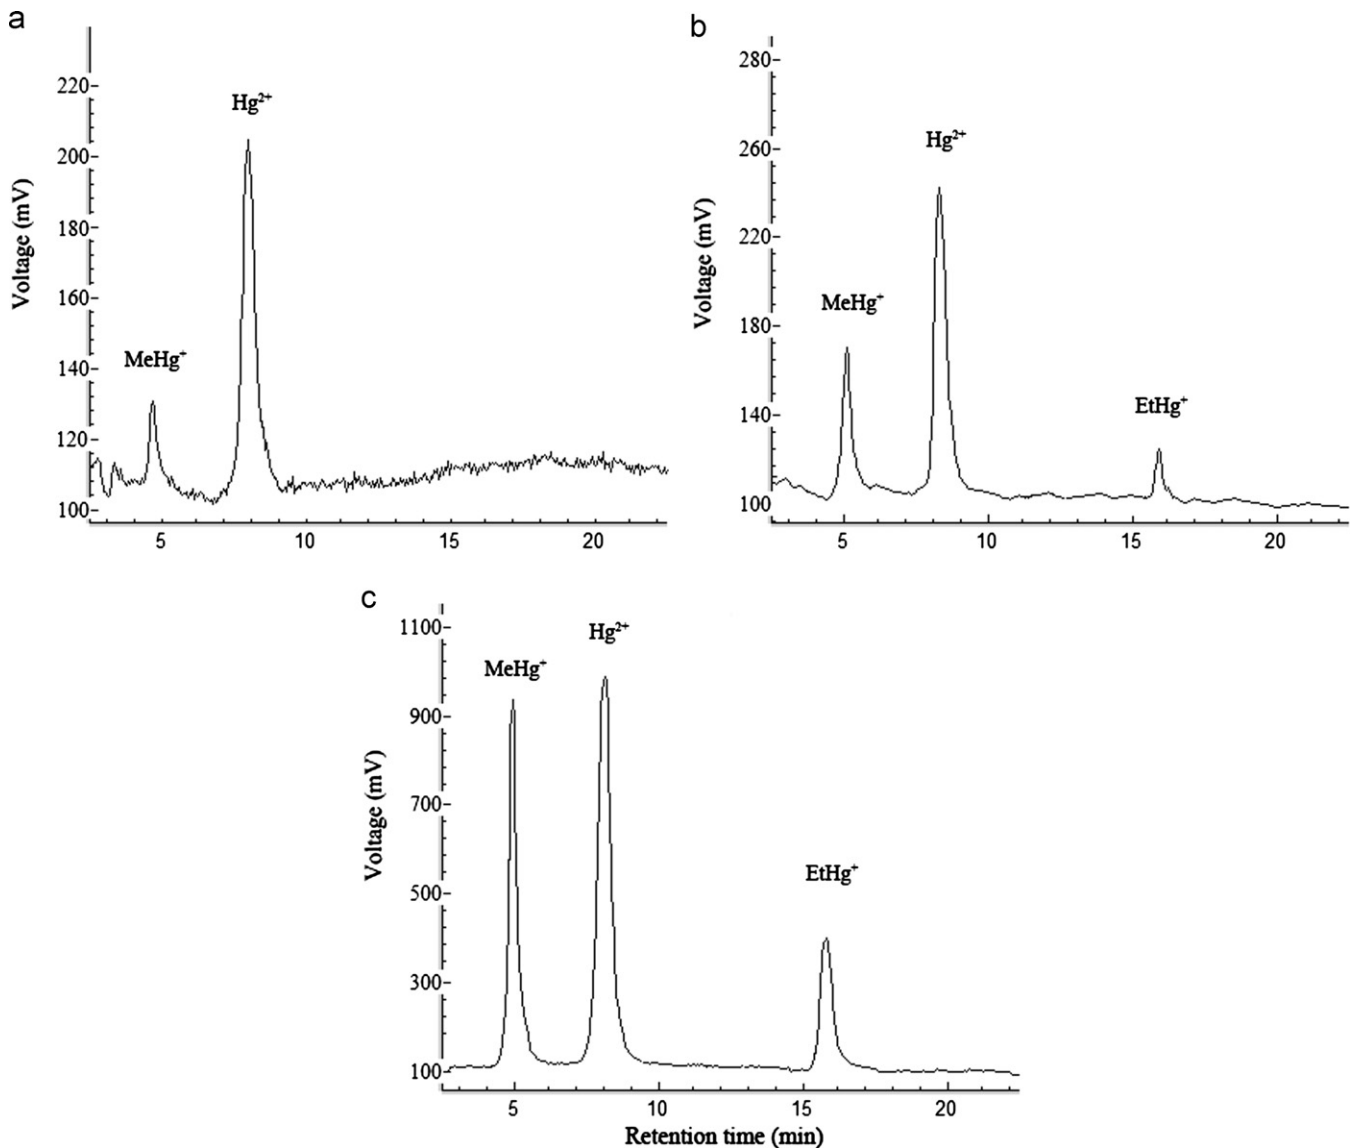 a
220
200
180
160
140
120
100
Voltage (mV)
MeHg⁺
Hg²⁺
5 10 15 20
b
280
260
220
180
140
100
Voltage (mV)
MeHg⁺
Hg²⁺
EtHg⁺
5 10 15 20
c
1100
900
700
500
300
100
Voltage (mV)
MeHg⁺
Hg²⁺
EtHg⁺
5 10 15 20
Retention time (min)